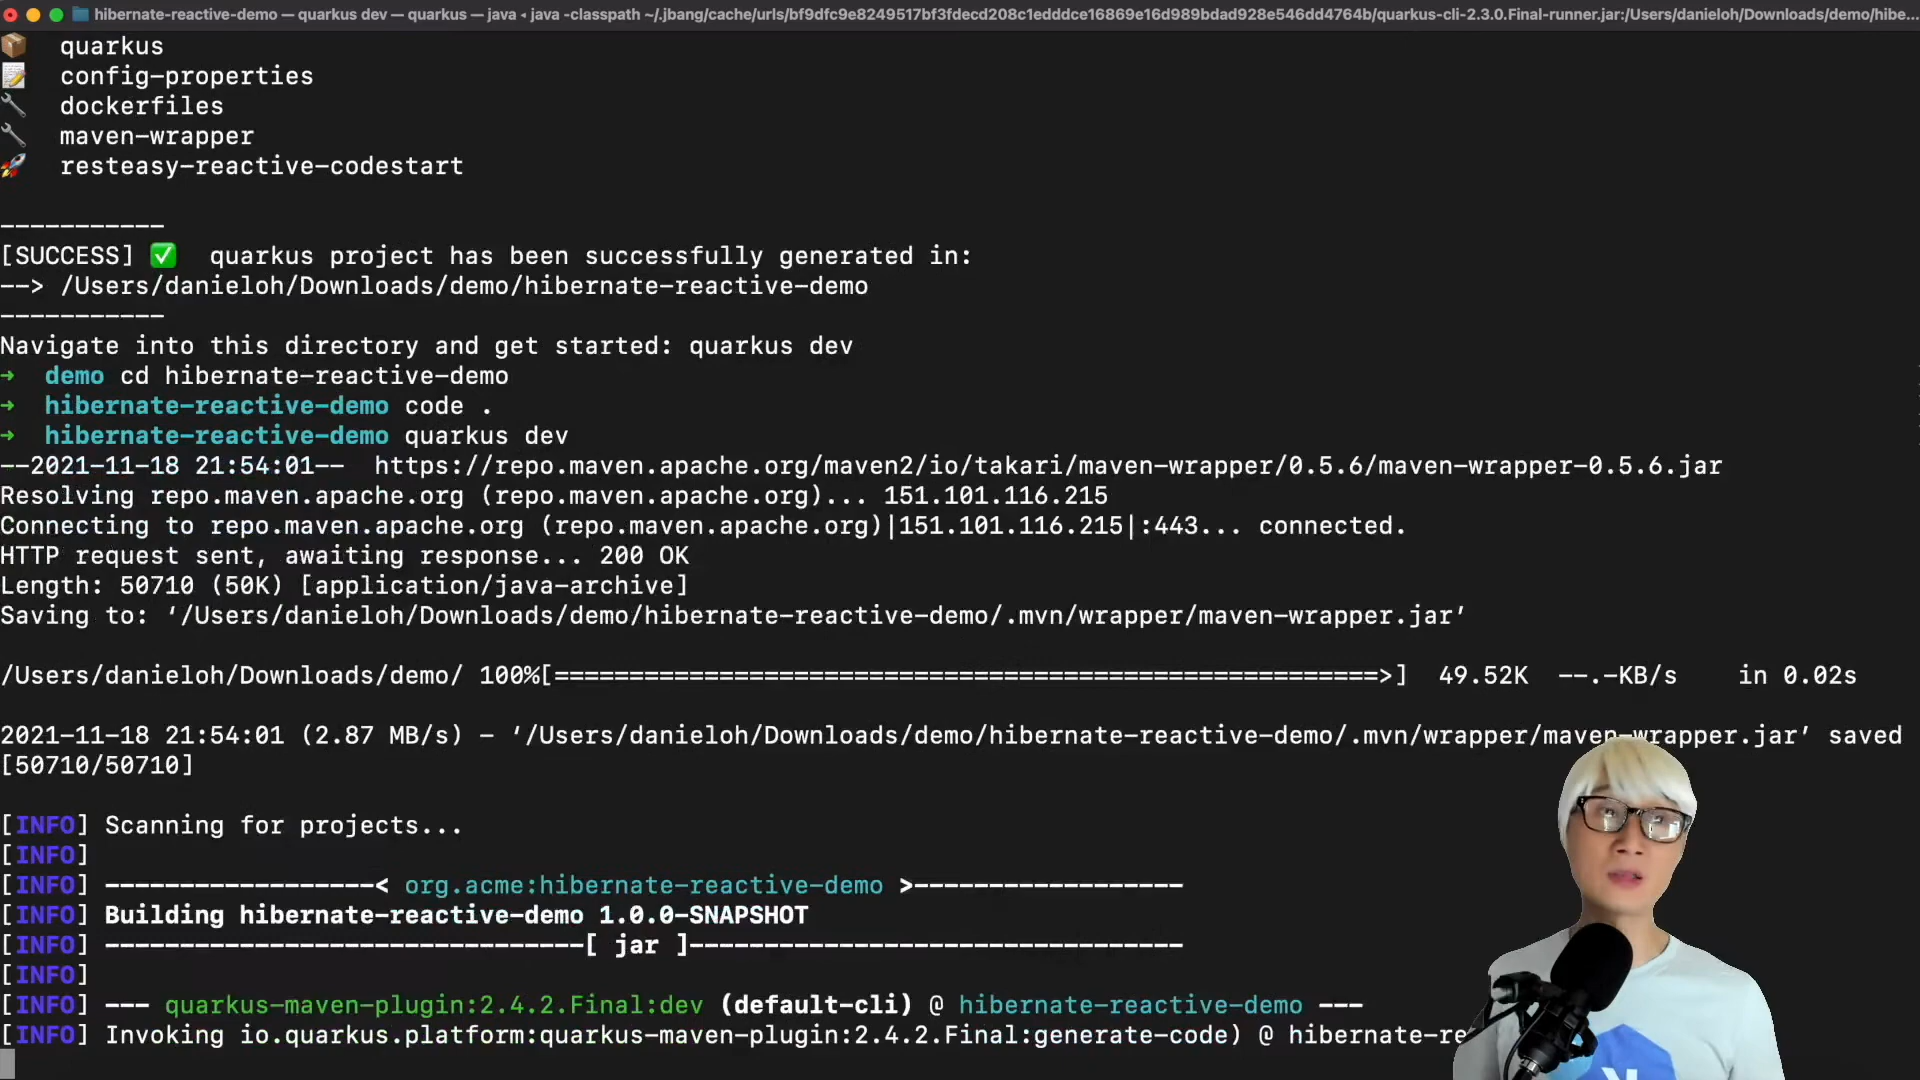 hibernate-reactive-demo — quarkus dev — quarkus — java ◂ java -classpath ~/.jbang/cache/urls/bf9dfc9e8249517bf3fdecd208c1edddce16869e16d989bdad928e546dd4764b/quarkus-cli-2.3.0.Final-runner.jar:/Users/danieloh/Downloads/demo/hibe...
quarkus
config-properties
dockerfiles
maven-wrapper
resteasy-reactive-codestart
-----------
[SUCCESS] ✅ quarkus project has been successfully generated in:
--> /Users/danieloh/Downloads/demo/hibernate-reactive-demo
-----------
Navigate into this directory and get started: quarkus dev
→ demo cd hibernate-reactive-demo
→ hibernate-reactive-demo code .
→ hibernate-reactive-demo quarkus dev
--2021-11-18 21:54:01-- https://repo.maven.apache.org/maven2/io/takari/maven-wrapper/0.5.6/maven-wrapper-0.5.6.jar
Resolving repo.maven.apache.org (repo.maven.apache.org)... 151.101.116.215
Connecting to repo.maven.apache.org (repo.maven.apache.org)|151.101.116.215|:443... connected.
HTTP request sent, awaiting response... 200 OK
Length: 50710 (50K) [application/java-archive]
Saving to: ‘/Users/danieloh/Downloads/demo/hibernate-reactive-demo/.mvn/wrapper/maven-wrapper.jar’
/Users/danieloh/Downloads/demo/ 100%[=======================================================>] 49.52K --.-KB/s in 0.02s
2021-11-18 21:54:01 (2.87 MB/s) - ‘/Users/danieloh/Downloads/demo/hibernate-reactive-demo/.mvn/wrapper/maven-wrapper.jar’ saved
[50710/50710]
[INFO] Scanning for projects...
[INFO]
[INFO] ------------------< org.acme:hibernate-reactive-demo >------------------
[INFO] Building hibernate-reactive-demo 1.0.0-SNAPSHOT
[INFO] --------------------------------[ jar ]---------------------------------
[INFO]
[INFO] --- quarkus-maven-plugin:2.4.2.Final:dev (default-cli) @ hibernate-reactive-demo ---
[INFO] Invoking io.quarkus.platform:quarkus-maven-plugin:2.4.2.Final:generate-code) @ hibernate-re